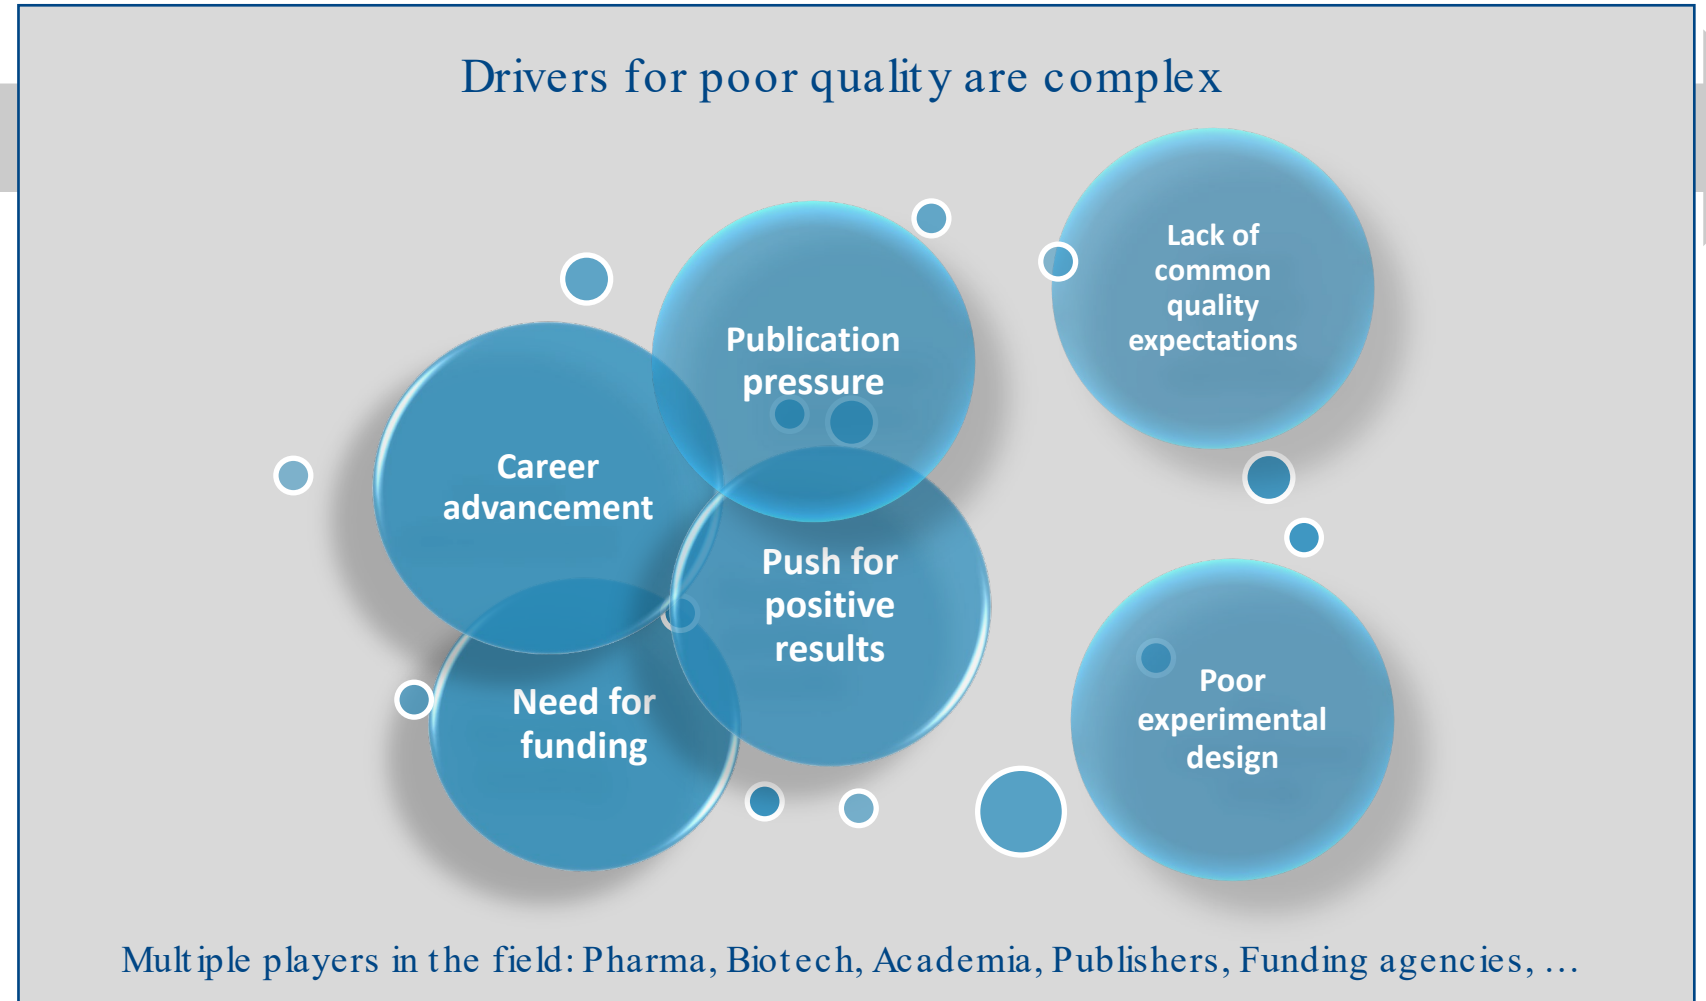 Drivers for poor quality are complex
Lack of
common
quality
expectations
Publication
pressure
Career
advancement
Push for
positive
results
Need for
funding
Poor
experimental
design
Multiple players in the field: Pharma, Biotech, Academia, Publishers, Funding agencies, …